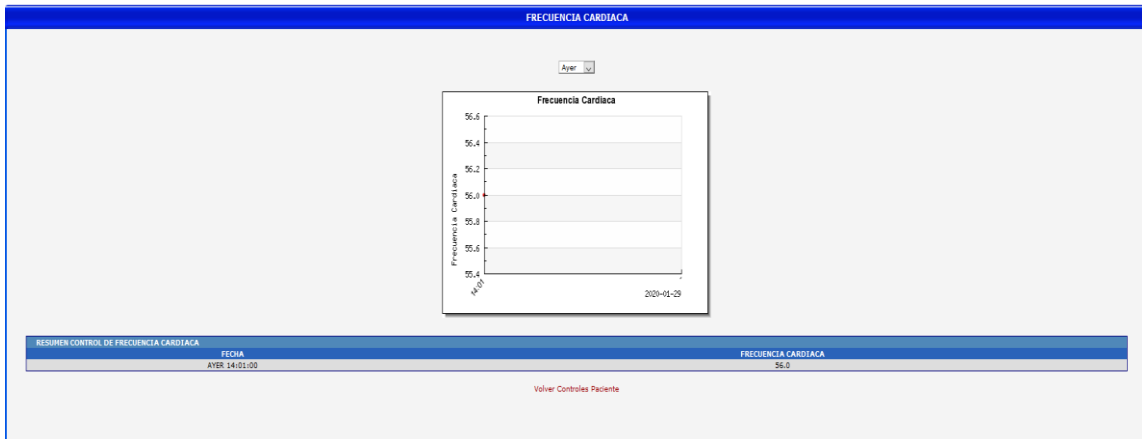 FRECUENCIA CARDIACA
Ayer
Frecuencia Cardiaca
56.6
56.4
56.2
56.0
55.8
55.6
55.4
Frecuencia Cardiaca
14:01
2020-01-29
RESUMEN CONTROL DE FRECUENCIA CARDIACA
FECHA FRECUENCIA CARDIACA
AYER 14:01:00 56.0
Volver Controles Paciente